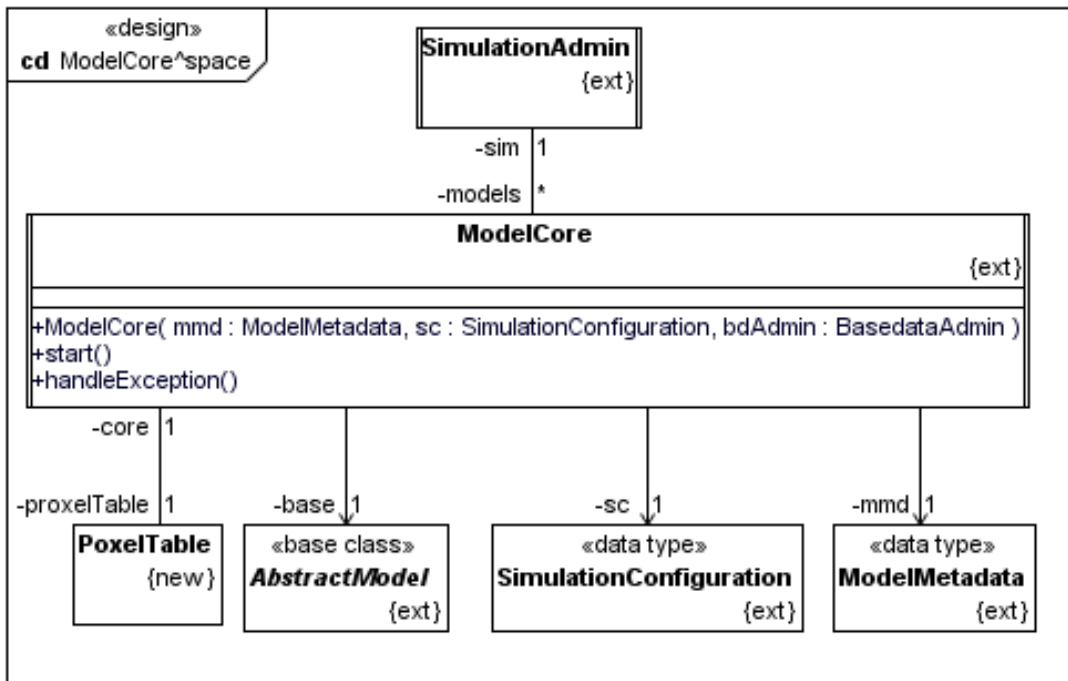 «design»
cd ModelCore^space
SimulationAdmin
{ext}
-sim 1
-models *
ModelCore
{ext}
+ModelCore( mmd : ModelMetadata, sc : SimulationConfiguration, bdAdmin : BasedataAdmin )
+start()
+handleException()
-core 1
-proxelTable 1
-base 1
-sc 1
-mmd 1
PoxelTable
{new}
«base class»
AbstractModel
{ext}
«data type»
SimulationConfiguration
{ext}
«data type»
ModelMetadata
{ext}